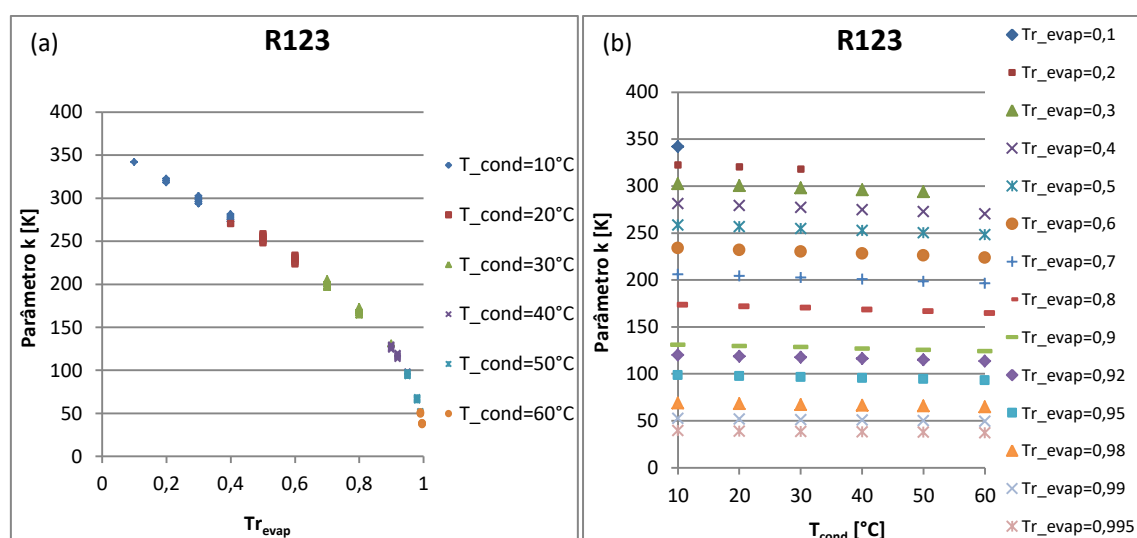 (a)
R123
Parâmetro k [K]
400
350
300
250
200
150
100
50
0
0
0,2
0,4
0,6
0,8
1
Tr_evap
T_cond=10°C
T_cond=20°C
T_cond=30°C
T_cond=40°C
T_cond=50°C
T_cond=60°C
(b)
R123
Parâmetro k [K]
400
350
300
250
200
150
100
50
0
10
20
30
40
50
60
T_cond [°C]
Tr_evap=0,1
Tr_evap=0,2
Tr_evap=0,3
Tr_evap=0,4
Tr_evap=0,5
Tr_evap=0,6
Tr_evap=0,7
Tr_evap=0,8
Tr_evap=0,9
Tr_evap=0,92
Tr_evap=0,95
Tr_evap=0,98
Tr_evap=0,99
Tr_evap=0,995